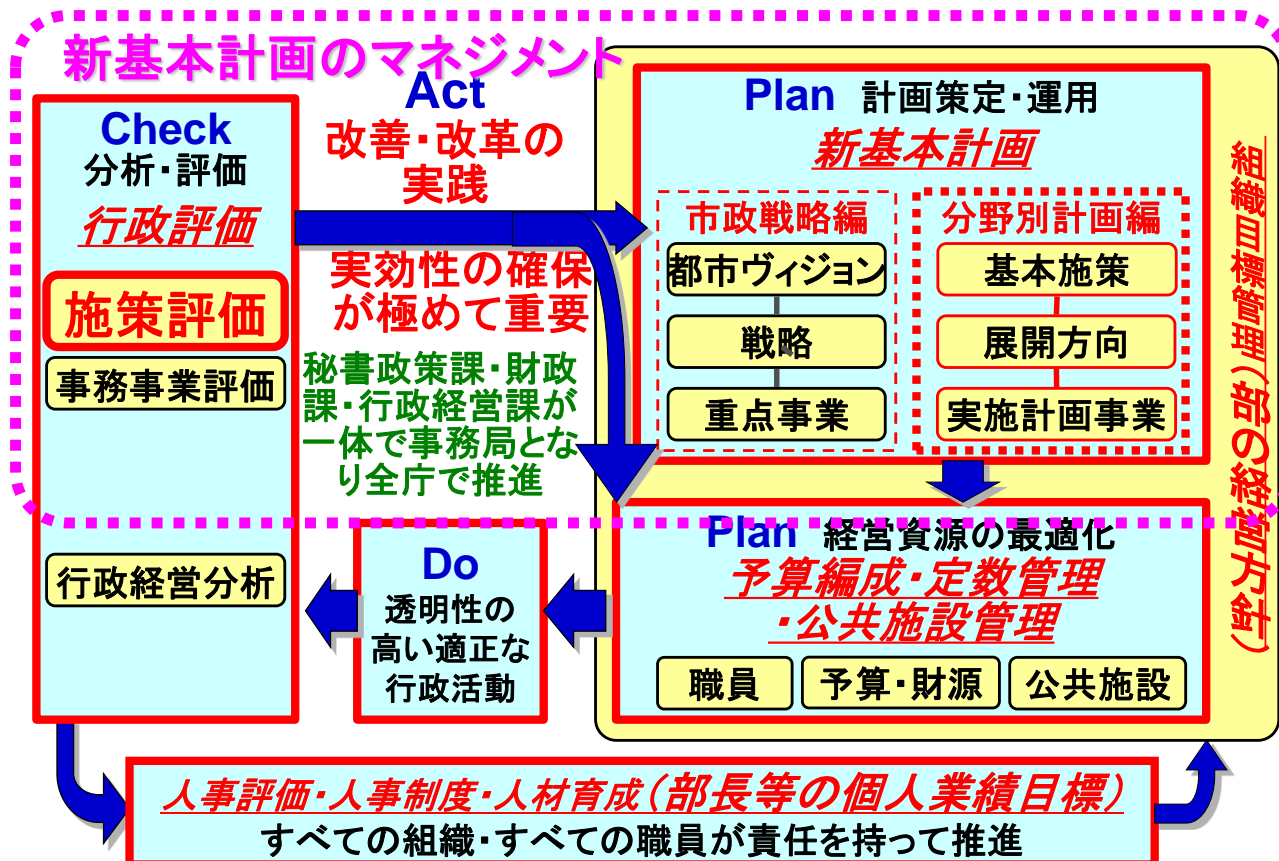 新基本計画のマネジメント
Check
分析・評価
行政評価
施策評価
事務事業評価
行政経営分析
Act
改善・改革の
実践
実効性の確保
が極めて重要
秘書政策課・財政
課・行政経営課が
一体で事務局とな
り全庁で推進
Plan 計画策定・運用
新基本計画
市政戦略編
都市ヴィジョン
戦略
重点事業
分野別計画編
基本施策
展開方向
実施計画事業
組織目標管理(部の経営方針)
Plan 経営資源の最適化
予算編成・定数管理
・公共施設管理
職員
予算・財源
公共施設
Do
透明性の
高い適正な
行政活動
人事評価・人事制度・人材育成(部長等の個人業績目標)
すべての組織・すべての職員が責任を持って推進